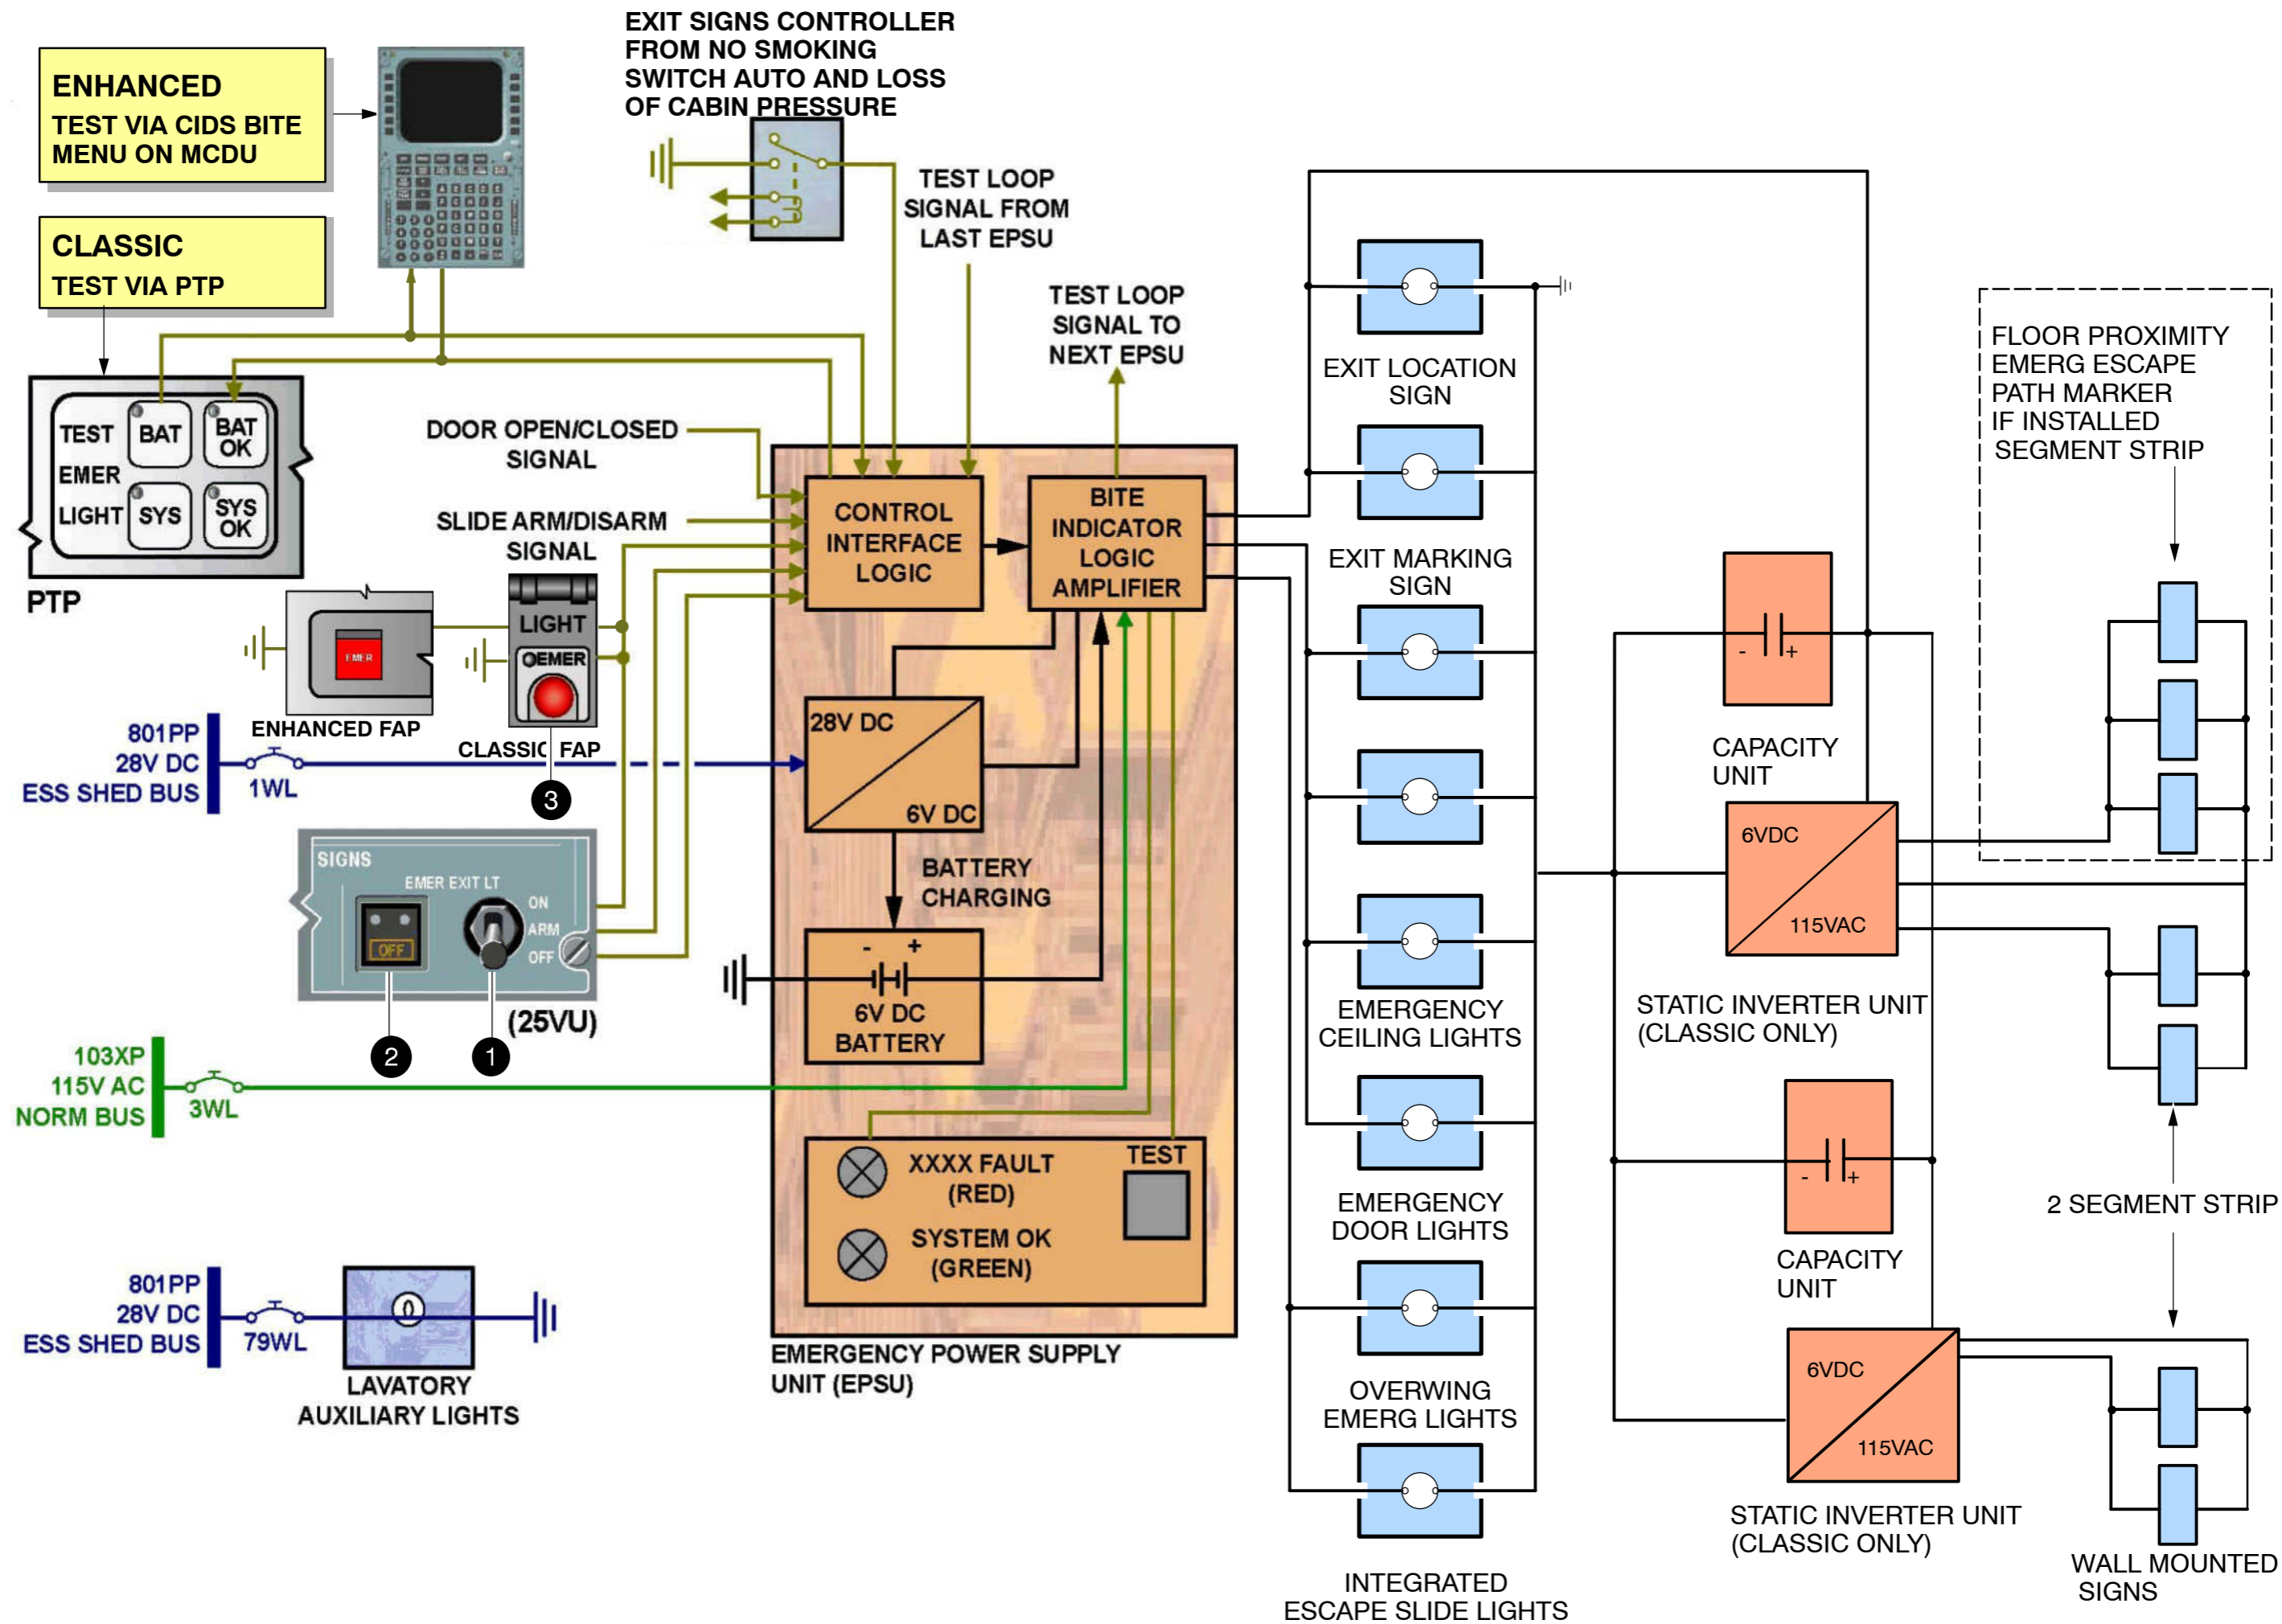 EXIT SIGNS CONTROLLER
FROM NO SMOKING
SWITCH AUTO AND LOSS
OF CABIN PRESSURE
ENHANCED
TEST VIA CIDS BITE
MENU ON MCDU
CLASSIC
TEST VIA PTP
TEST LOOP
SIGNAL FROM
LAST EPSU
TEST LOOP
SIGNAL TO
NEXT EPSU
TEST
EMER
LIGHT
BAT
BAT
OK
SYS
SYS
OK
PTP
DOOR OPEN/CLOSED
SIGNAL
SLIDE ARM/DISARM
SIGNAL
EMER
ENHANCED FAP
LIGHT
EMER
CLASSIC FAP
3
801PP
28V DC
ESS SHED BUS
1WL
SIGNS
EMER EXIT LT
ON
ARM
OFF
OFF
(25VU)
2
1
103XP
115V AC
NORM BUS
3WL
801PP
28V DC
ESS SHED BUS
79WL
LAVATORY
AUXILIARY LIGHTS
CONTROL
INTERFACE
LOGIC
BITE
INDICATOR
LOGIC
AMPLIFIER
28V DC
6V DC
BATTERY
CHARGING
- +
6V DC
BATTERY
XXXX FAULT
(RED)
SYSTEM OK
(GREEN)
TEST
EMERGENCY POWER SUPPLY
UNIT (EPSU)
EXIT LOCATION
SIGN
EXIT MARKING
SIGN
EMERGENCY
CEILING LIGHTS
EMERGENCY
DOOR LIGHTS
OVERWING
EMERG LIGHTS
INTEGRATED
ESCAPE SLIDE LIGHTS
- +
CAPACITY
UNIT
6VDC
115VAC
STATIC INVERTER UNIT
(CLASSIC ONLY)
- +
CAPACITY
UNIT
6VDC
115VAC
STATIC INVERTER UNIT
(CLASSIC ONLY)
FLOOR PROXIMITY
EMERG ESCAPE
PATH MARKER
IF INSTALLED
SEGMENT STRIP
2 SEGMENT STRIP
WALL MOUNTED
SIGNS